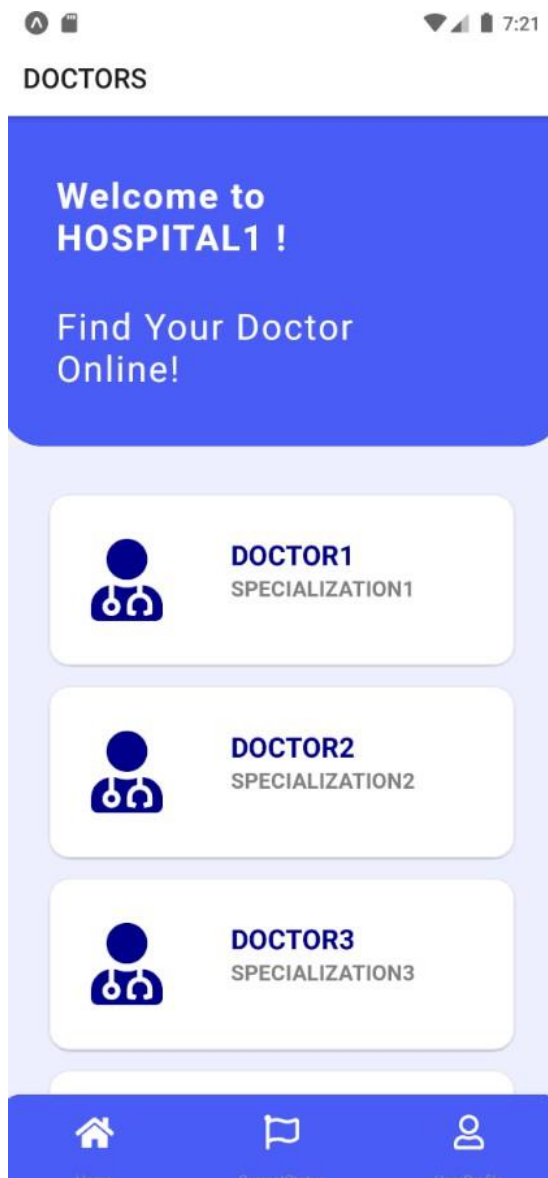 7:21
DOCTORS
Welcome to
HOSPITAL1 !
Find Your Doctor
Online!
DOCTOR1
SPECIALIZATION1
DOCTOR2
SPECIALIZATION2
DOCTOR3
SPECIALIZATION3